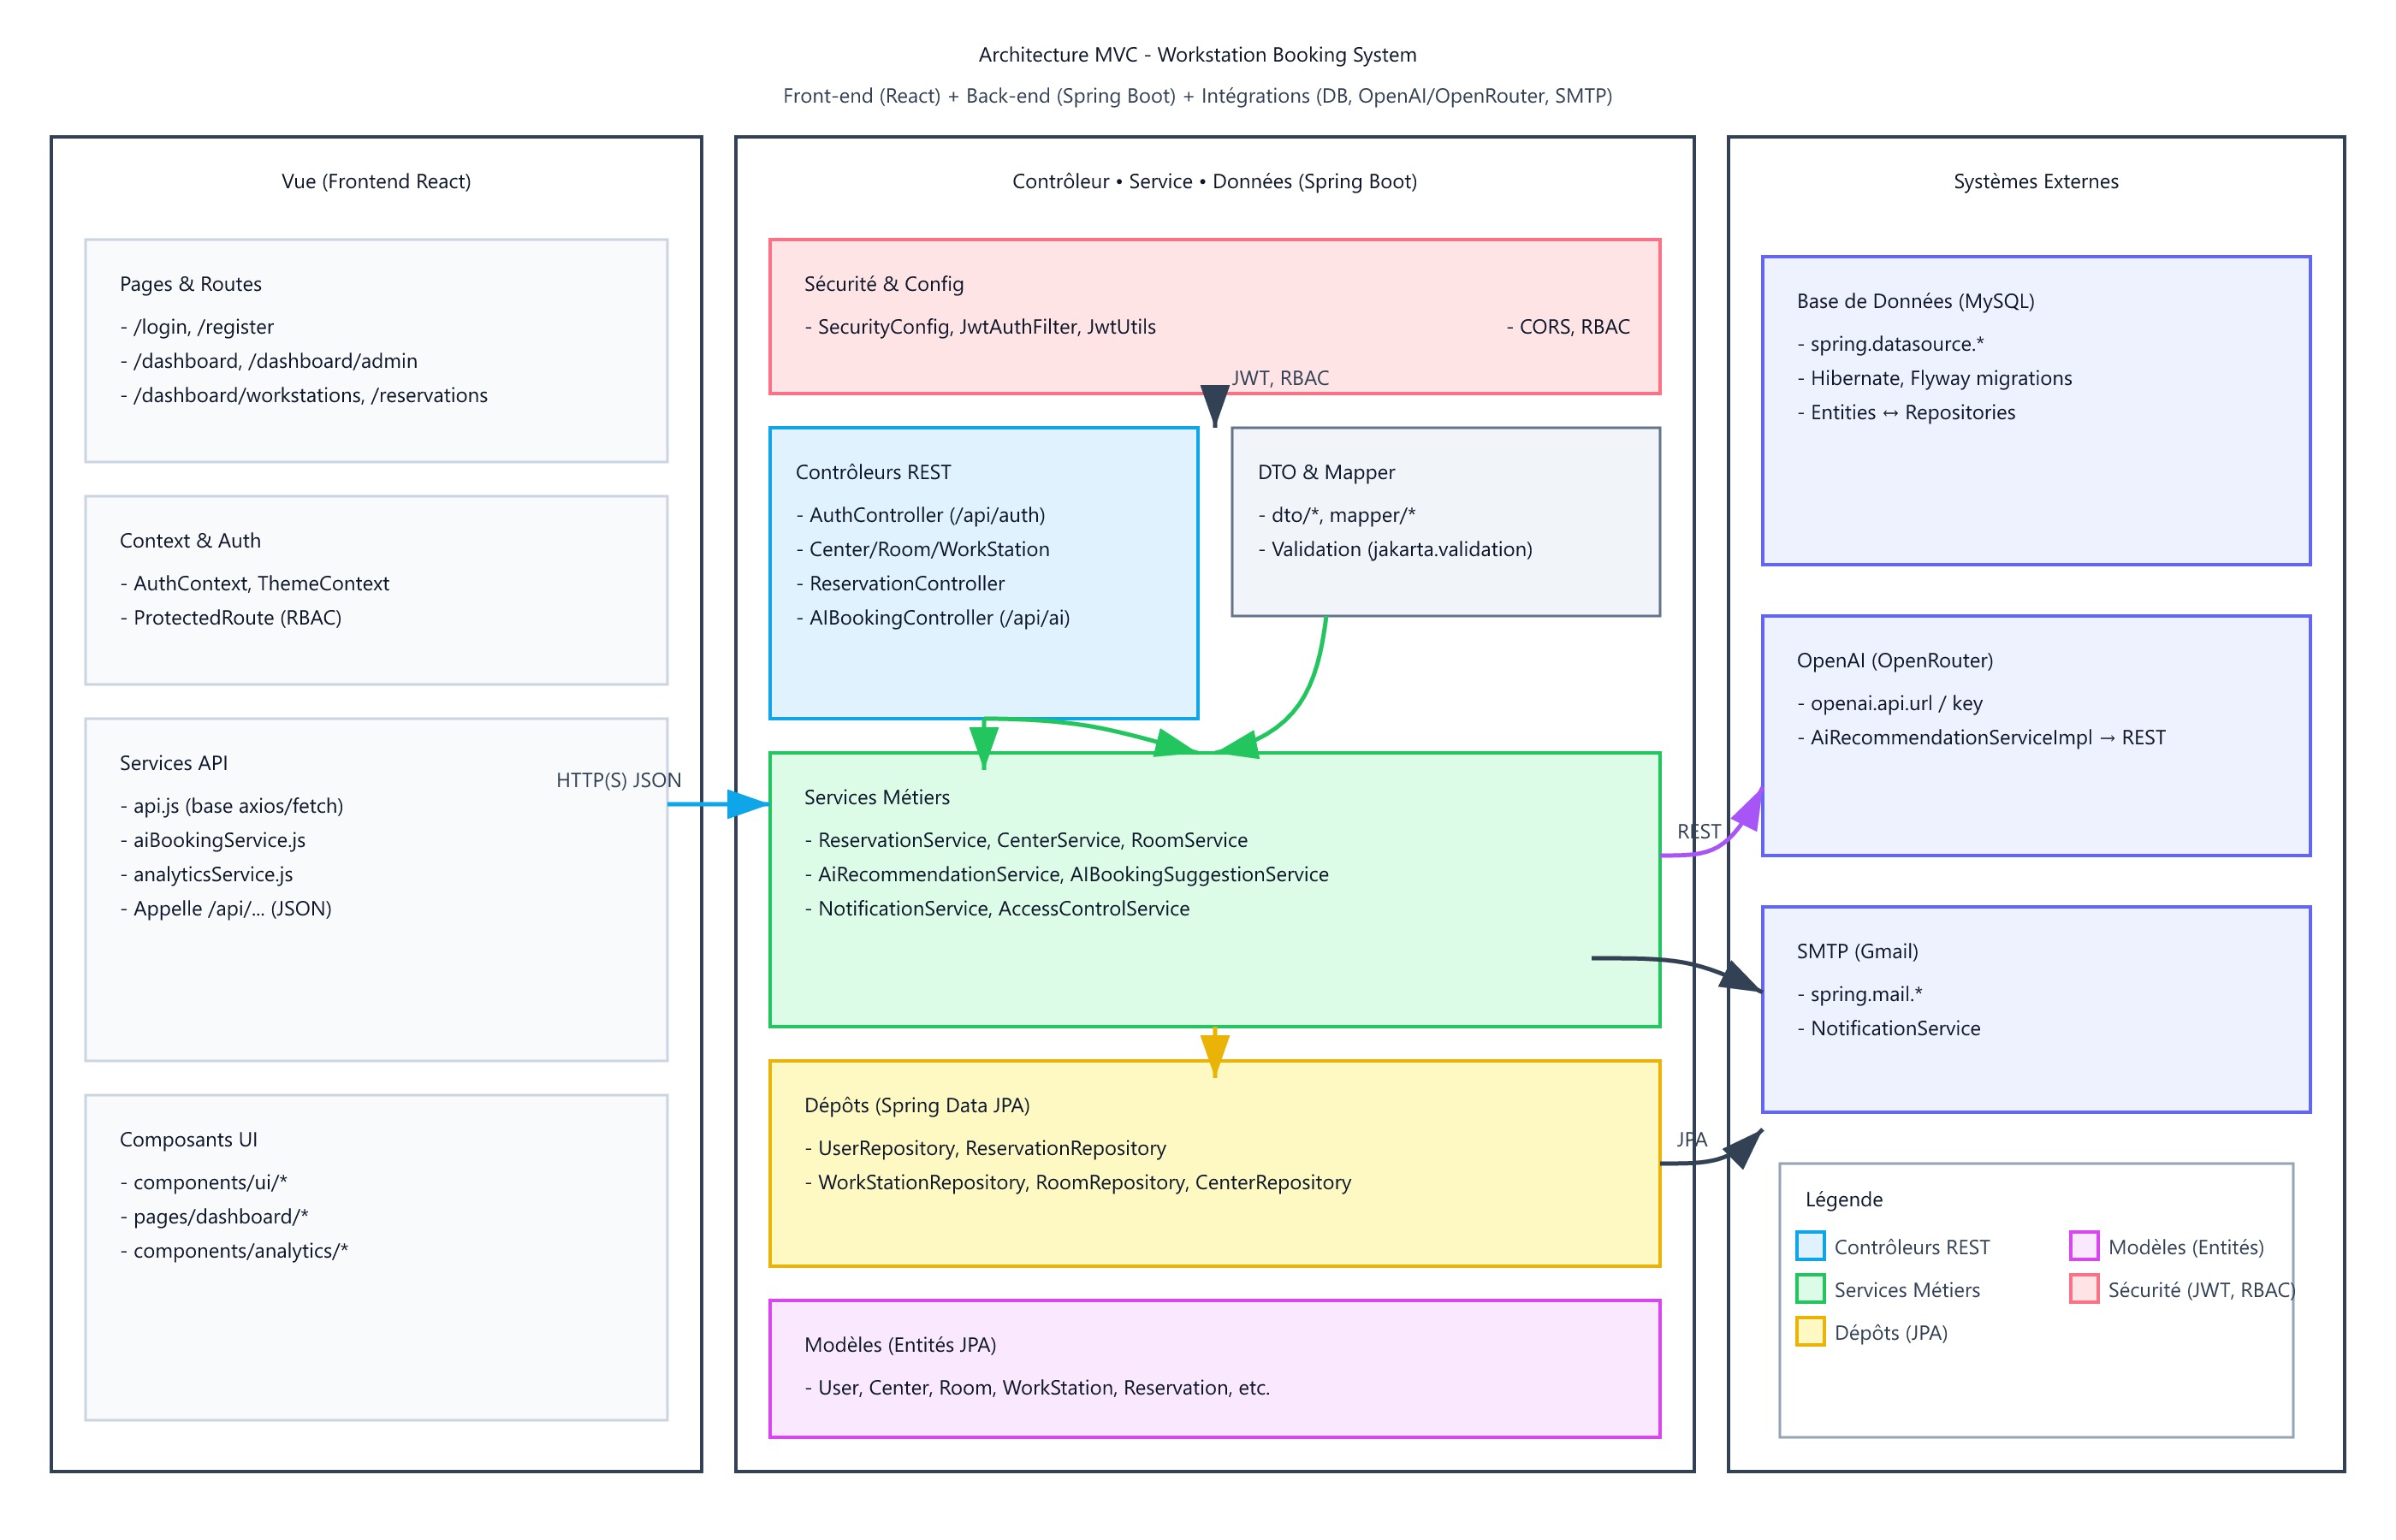 Architecture MVC - Workstation Booking System
Front-end (React) + Back-end (Spring Boot) + Intégrations (DB, OpenAI/OpenRouter, SMTP)
Vue (Frontend React)
Pages & Routes
- /login, /register
- /dashboard, /dashboard/admin
- /dashboard/workstations, /reservations
Context & Auth
- AuthContext, ThemeContext
- ProtectedRoute (RBAC)
Services API
HTTP(S) JSON
- api.js (base axios/fetch)
- aiBookingService.js
- analyticsService.js
- Appelle /api/... (JSON)
Composants UI
- components/ui/*
- pages/dashboard/*
- components/analytics/*
Contrôleur • Service • Données (Spring Boot)
Sécurité & Config
- SecurityConfig, JwtAuthFilter, JwtUtils
- CORS, RBAC
JWT, RBAC
Contrôleurs REST
- AuthController (/api/auth)
- Center/Room/WorkStation
- ReservationController
- AIBookingController (/api/ai)
DTO & Mapper
- dto/*, mapper/*
- Validation (jakarta.validation)
Services Métiers
- ReservationService, CenterService, RoomService
- AiRecommendationService, AIBookingSuggestionService
- NotificationService, AccessControlService
REST
Dépôts (Spring Data JPA)
- UserRepository, ReservationRepository
- WorkStationRepository, RoomRepository, CenterRepository
JPA
Modèles (Entités JPA)
- User, Center, Room, WorkStation, Reservation, etc.
Systèmes Externes
Base de Données (MySQL)
- spring.datasource.*
- Hibernate, Flyway migrations
- Entities ↔ Repositories
OpenAI (OpenRouter)
- openai.api.url / key
- AiRecommendationServiceImpl → REST
SMTP (Gmail)
- spring.mail.*
- NotificationService
Légende
Contrôleurs REST
Modèles (Entités)
Services Métiers
Sécurité (JWT, RBAC)
Dépôts (JPA)